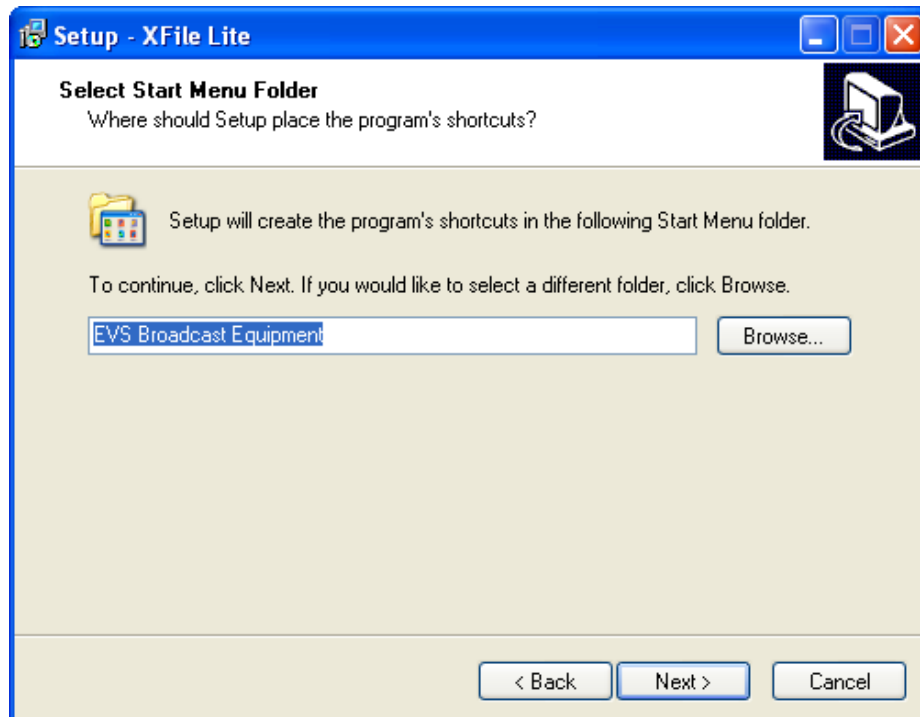 Setup - XFile Lite
Select Start Menu Folder
Where should Setup place the program's shortcuts?
Setup will create the program's shortcuts in the following Start Menu folder.
To continue, click Next. If you would like to select a different folder, click Browse.
EVS Broadcast Equipment
Browse...
< Back
Next >
Cancel